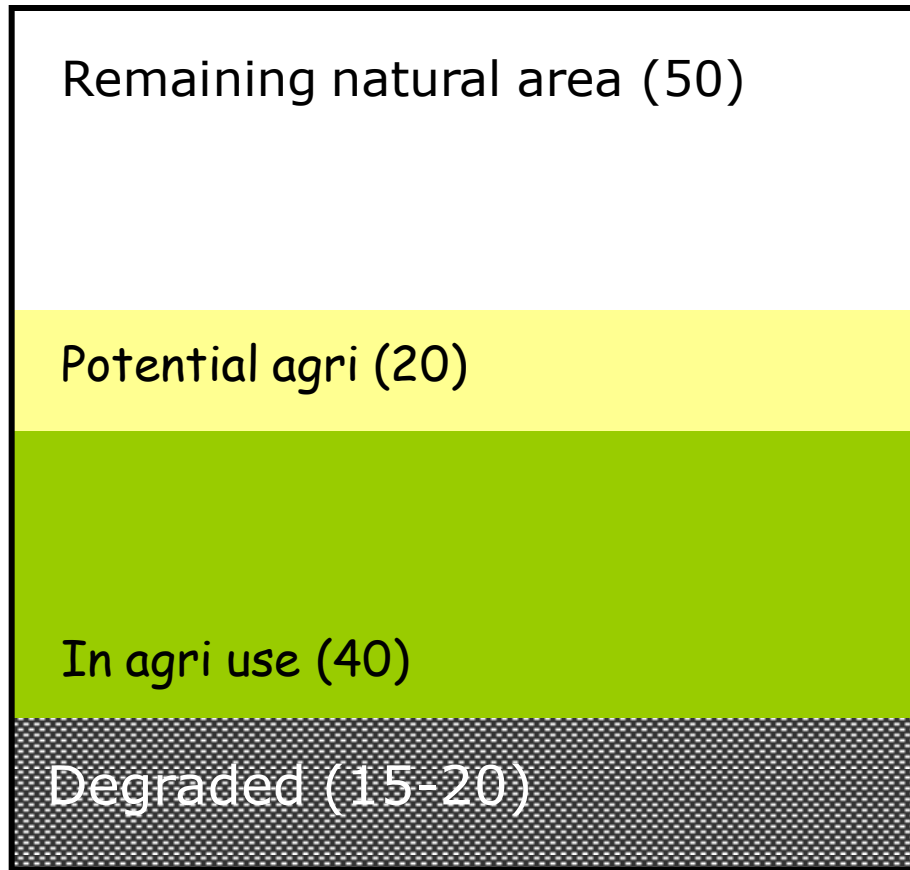 Remaining natural area (50)
Potential agri (20)
In agri use (40)
Degraded (15-20)